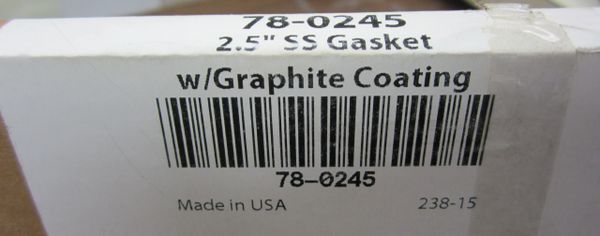 78-0245
2.5" SS Gasket
w/Graphite Coating
78-0245
Made in USA 238-15